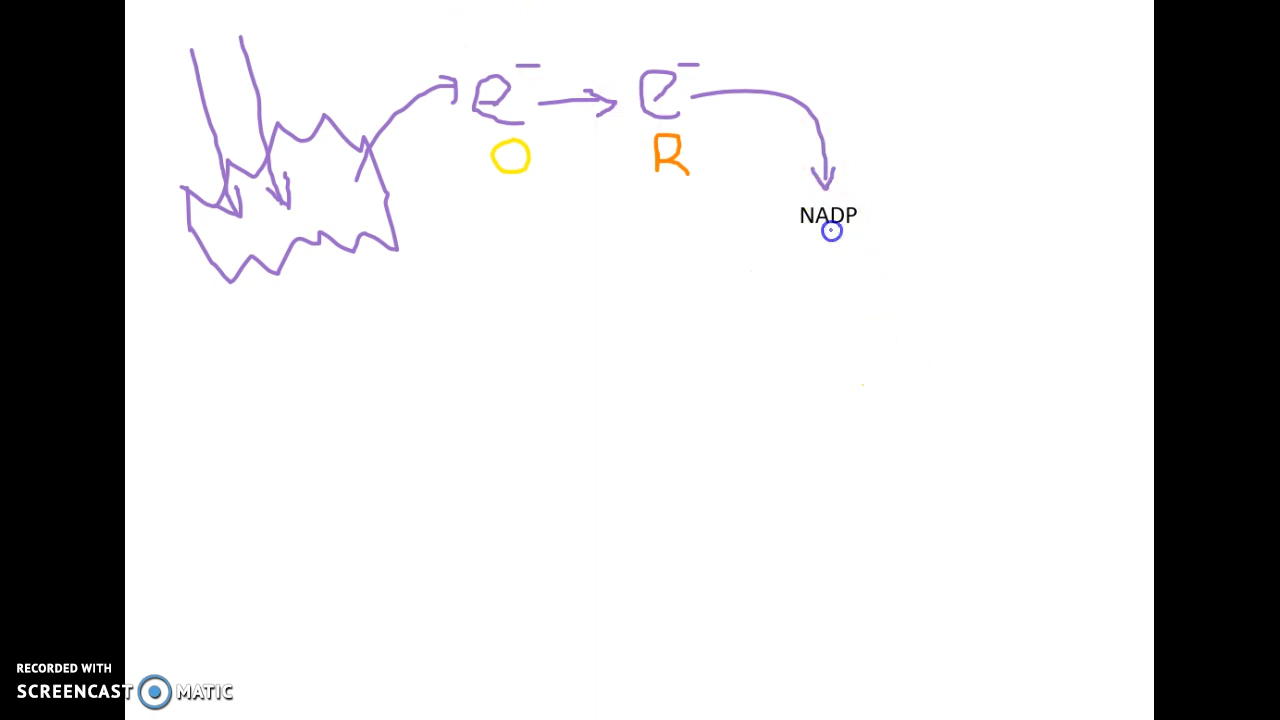 e⁻ → e⁻
O R
NADP
RECORDED WITH
SCREENCAST MATIC